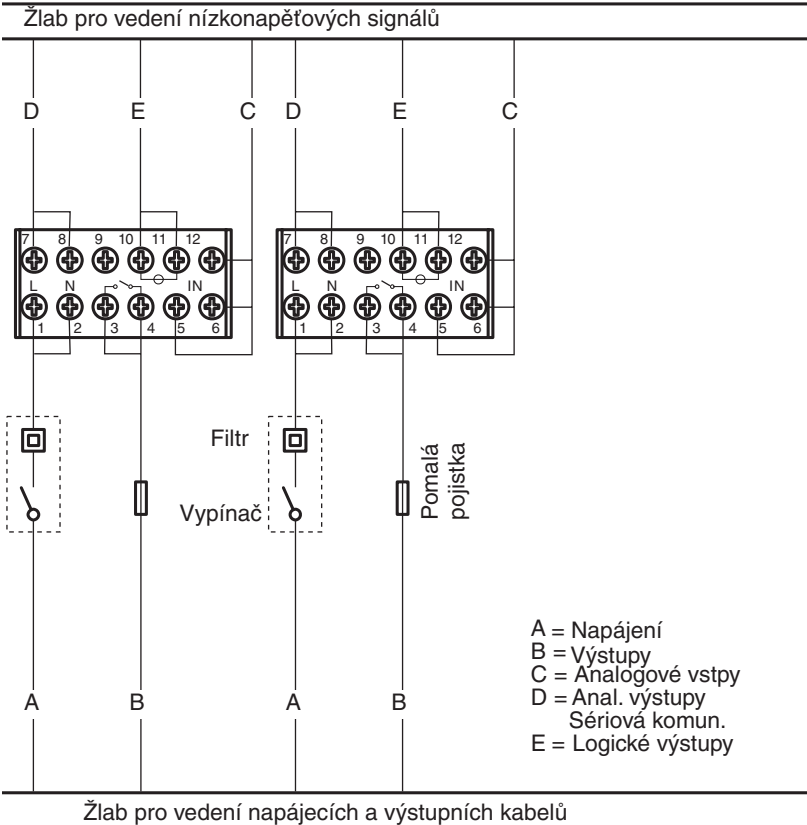 Žlab pro vedení nízkonapěťových signálů
D E C D E C
7 8 9 10 11 12 7 8 9 10 11 12
L N IN L N IN
1 2 3 4 5 6 1 2 3 4 5 6
Filtr
Vypínač
Pomalá
pojistka
A = Napájení
B = Výstupy
C = Analogové vstpy
D = Anal. výstupy
Sériová komun.
E = Logické výstupy
A B A B
Žlab pro vedení napájecích a výstupních kabelů